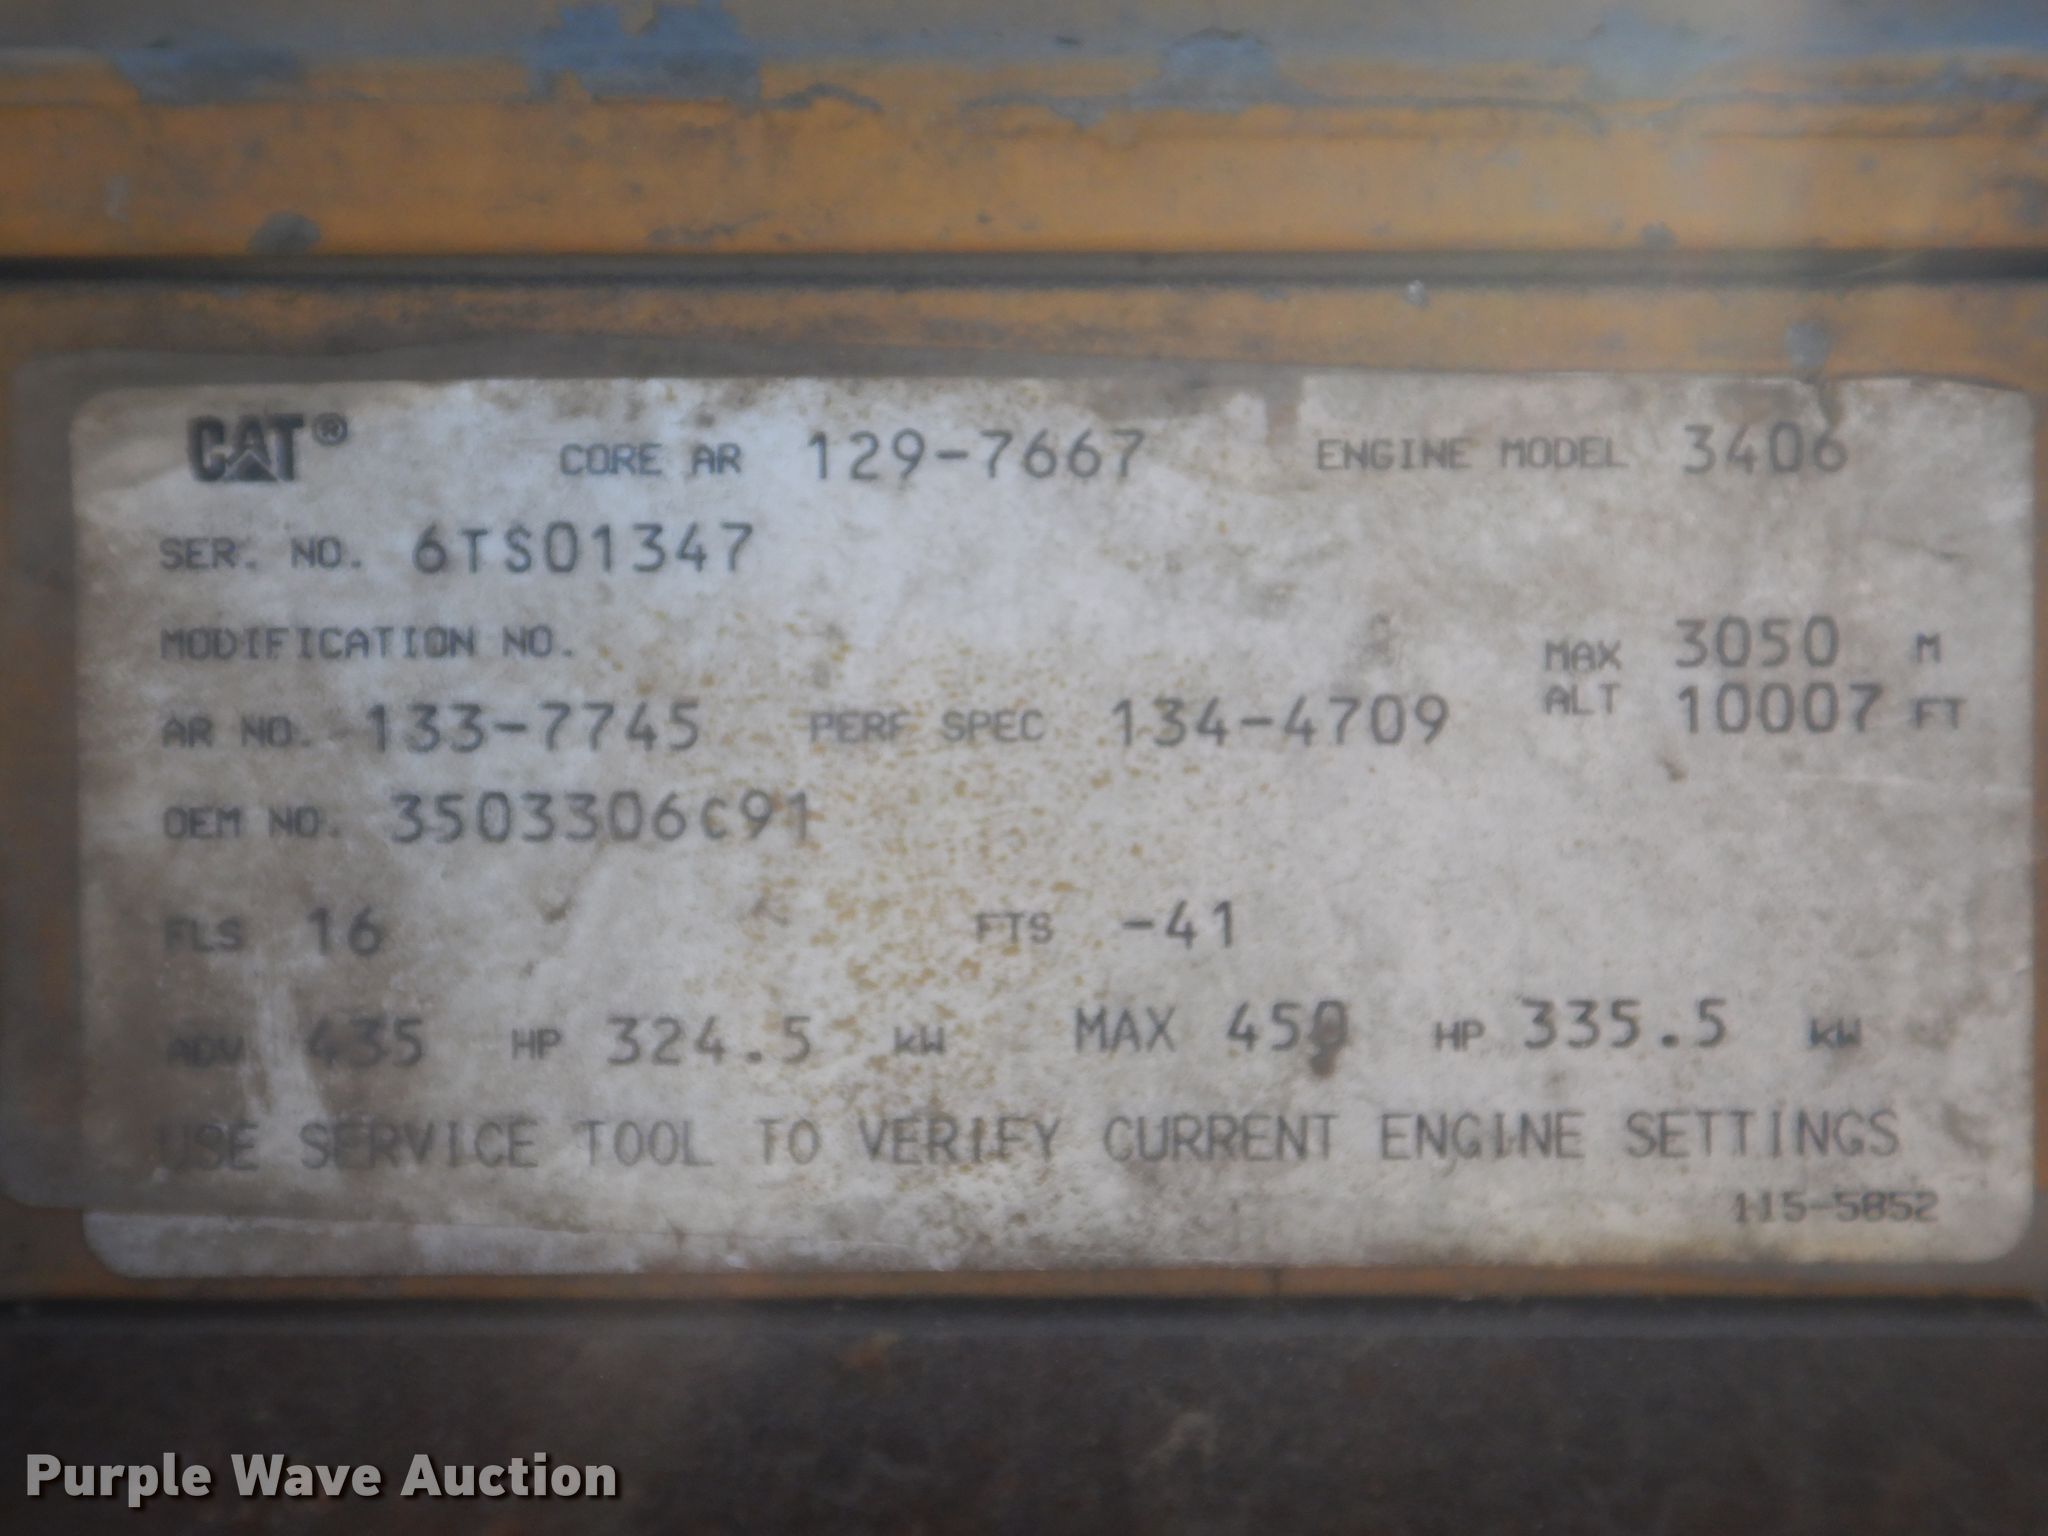 CAT® CORE AR 129-7667 ENGINE MODEL 3406
SER. NO. 6TS01347
MODIFICATION NO.
MAX 3050 M
AR NO. 133-7745 PERF SPEC 134-4709 ALT 10007 FT
OEM NO. 3503306C91
FLS 16 FTS -41
ADV 435 HP 324.5 kW MAX 450 HP 335.5 kW
USE SERVICE TOOL TO VERIFY CURRENT ENGINE SETTINGS
115-5852
Purple Wave Auction